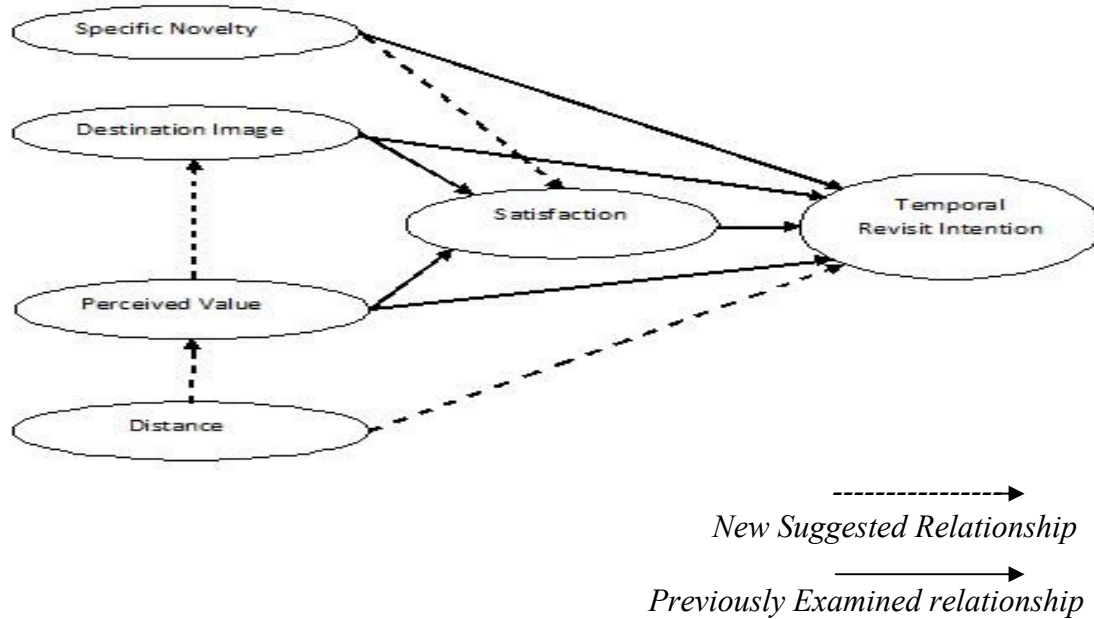 Specific Novelty
Destination Image
Satisfaction
Temporal
Revisit Intention
Perceived Value
Distance
New Suggested Relationship
Previously Examined relationship